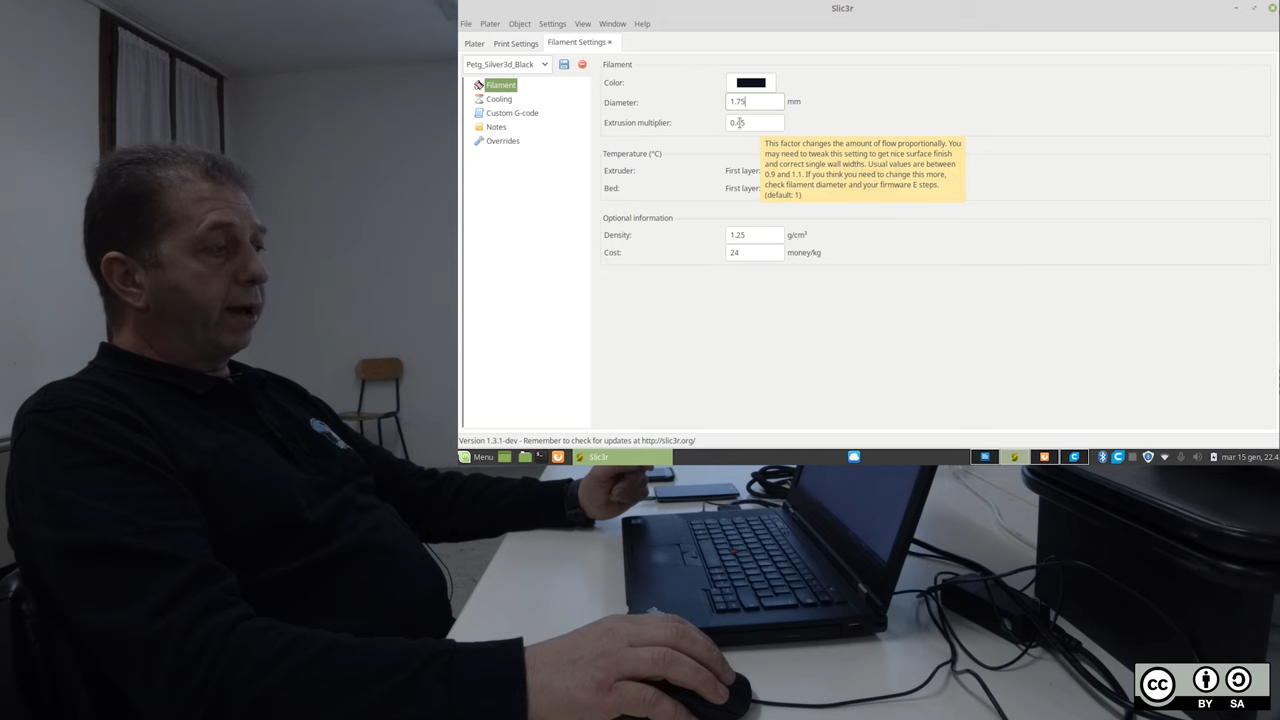 Slic3r
File Plater Object Settings View Window Help
Plater Print Settings Filament Settings
Petg_Silver3d_Black
Filament
Cooling
Custom G-code
Notes
Overrides
Filament
Color:
Diameter: 1.75 mm
Extrusion multiplier:
This factor changes the amount of flow proportionally. You
may need to tweak this setting to get nice surface finish
and correct single wall widths. Usual values are between
0.9 and 1.1. If you think you need to change this more,
check filament diameter and your firmware E steps.
(default: 1)
Temperature (°C)
Extruder: First layer:
Bed: First layer:
Optional information
Density: 1.25 g/cm³
Cost: 24 money/kg
Version 1.3.1-dev - Remember to check for updates at http://slic3r.org/
Menu Slic3r mar 15 gen, 22.4
CC BY SA